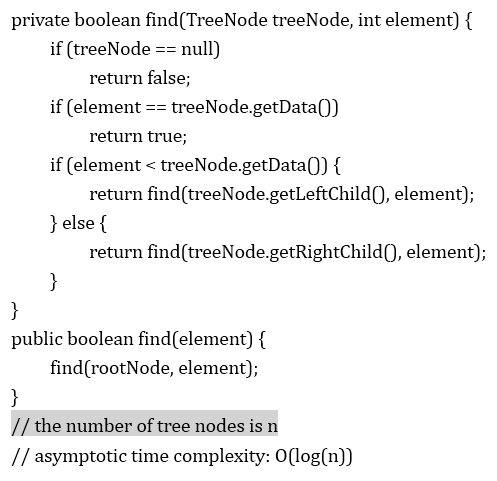 private boolean find(TreeNode treeNode, int element) {
if (treeNode == null)
return false;
if (element == treeNode.getData())
return true;
if (element < treeNode.getData()) {
return find(treeNode.getLeftChild(), element);
} else {
return find(treeNode.getRightChild(), element);
}
}
public boolean find(element) {
find(rootNode, element);
}
// the number of tree nodes is n
// asymptotic time complexity: O(log(n))